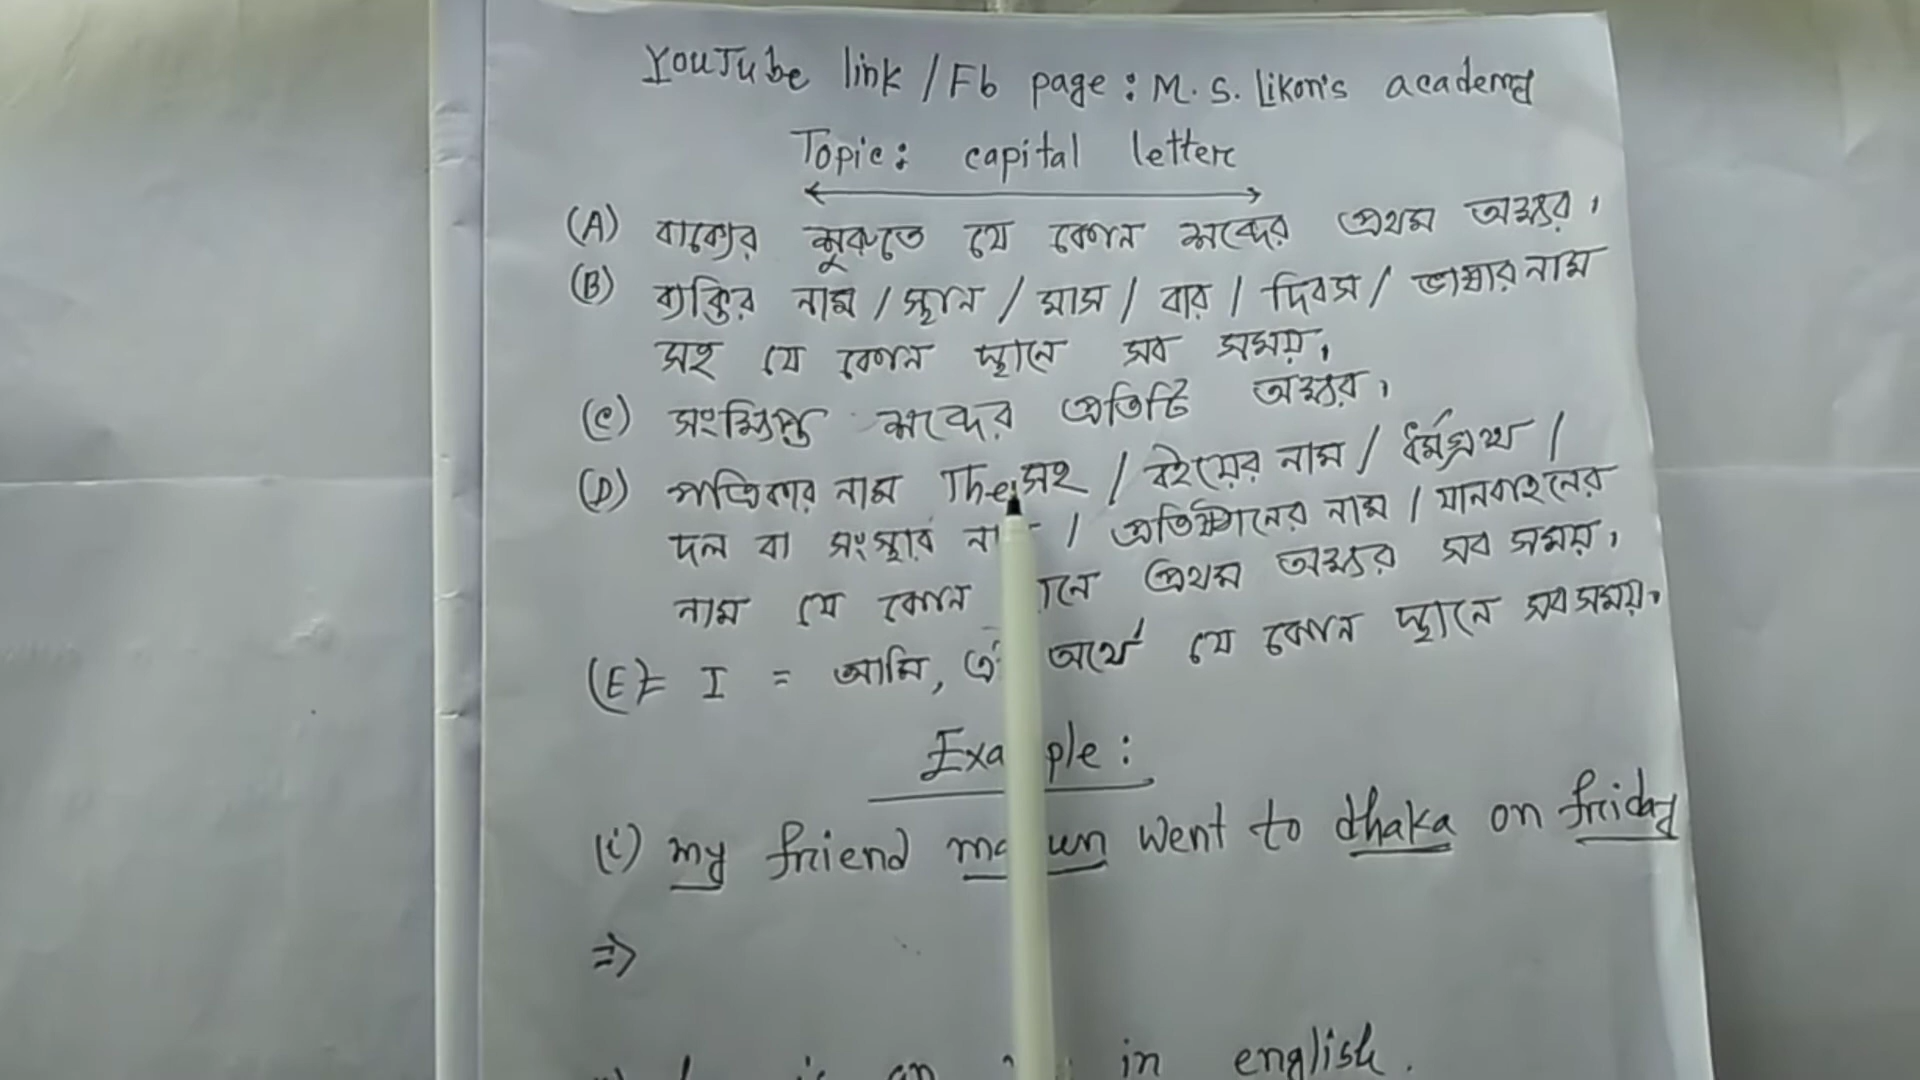 YouTube link / Fb page : M. S. Likon's academy
Topic : capital letter
(A) বাক্যের শুরুতে যে কোন শব্দের প্রথম অক্ষর।
(B) ব্যক্তির নাম / স্থান / মাস / বার / দিবস / ভাষার নাম
সহ যে কোন স্থানে সব সময়।
(C) সংক্ষিপ্ত শব্দের প্রতিটি অক্ষর।
(D) পত্রিকার নাম The সহ / বইয়ের নাম / ধর্মগ্রন্থ /
দল বা সংস্থার / প্রতিষ্ঠানের নাম / যানবাহনের
নাম যে কোন প্রথম অক্ষর সব সময়।
(E) = I = আমি, অর্থে যে কোন স্থানে সব সময়।
Example :
(i) my friend went to dhaka on friday
⇒
in english.